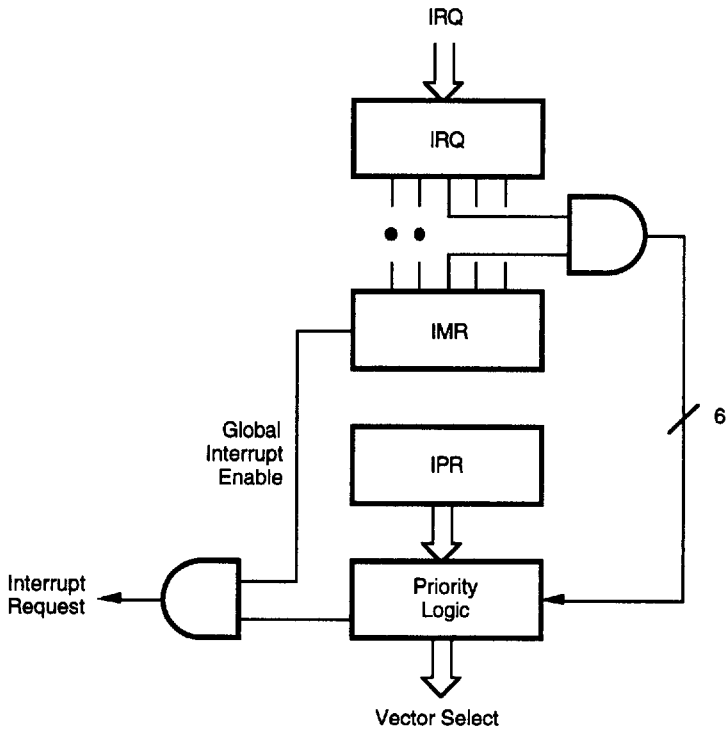 IRQ
IRQ
IMR
Global
Interrupt
Enable
6
IPR
Interrupt
Request
Priority
Logic
Vector Select